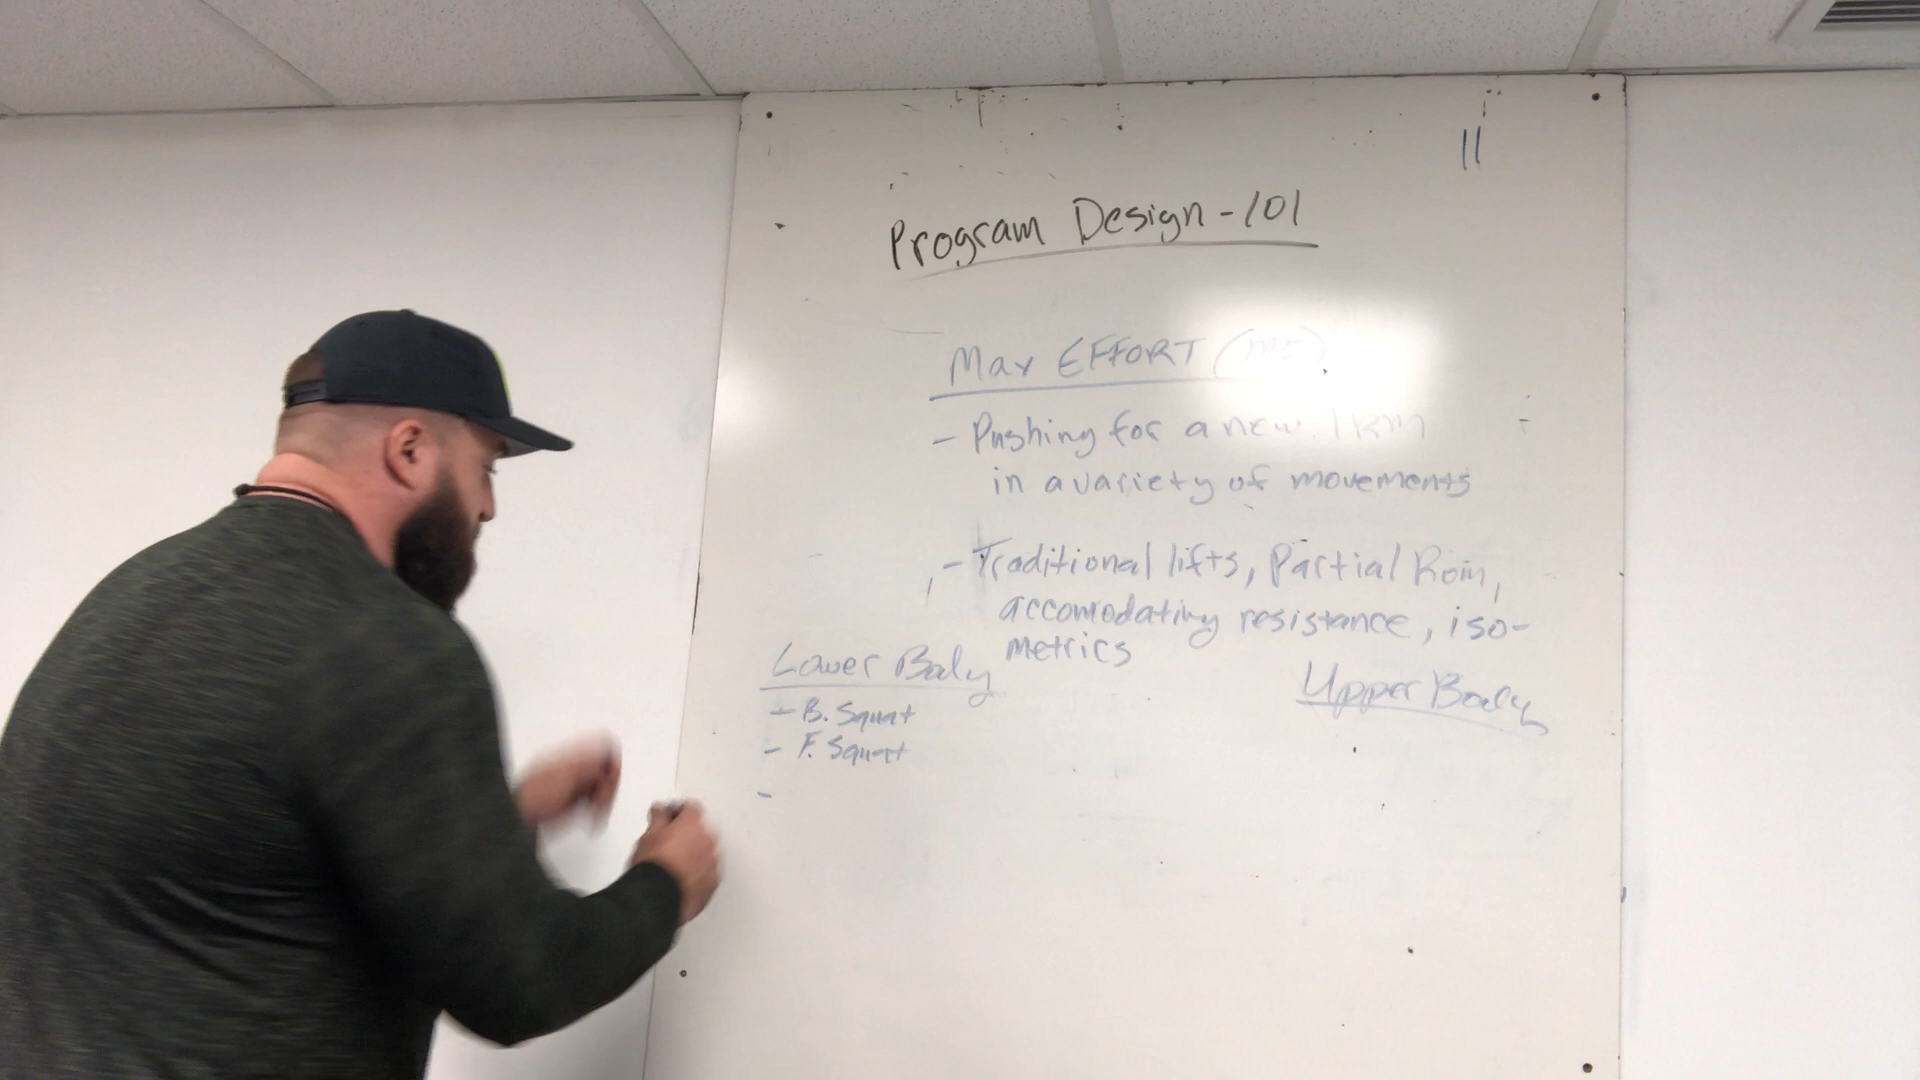 11
Program Design - 101
Max EFFORT (ME)
- Pushing for a new 1RM
in a variety of movements
- Traditional lifts, Partial Rom,
accomodating resistance, iso-
metrics
Lower Body
- B. Squat
- F. Squat
-
Upper Body